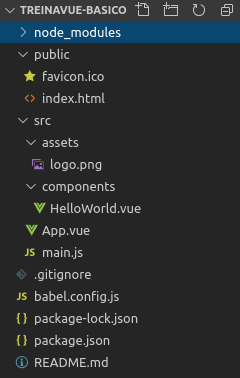 TREINAVUE-BASICO
node_modules
public
favicon.ico
index.html
src
assets
logo.png
components
HelloWorld.vue
App.vue
JS main.js
.gitignore
JS babel.config.js
{ } package-lock.json
{ } package.json
README.md